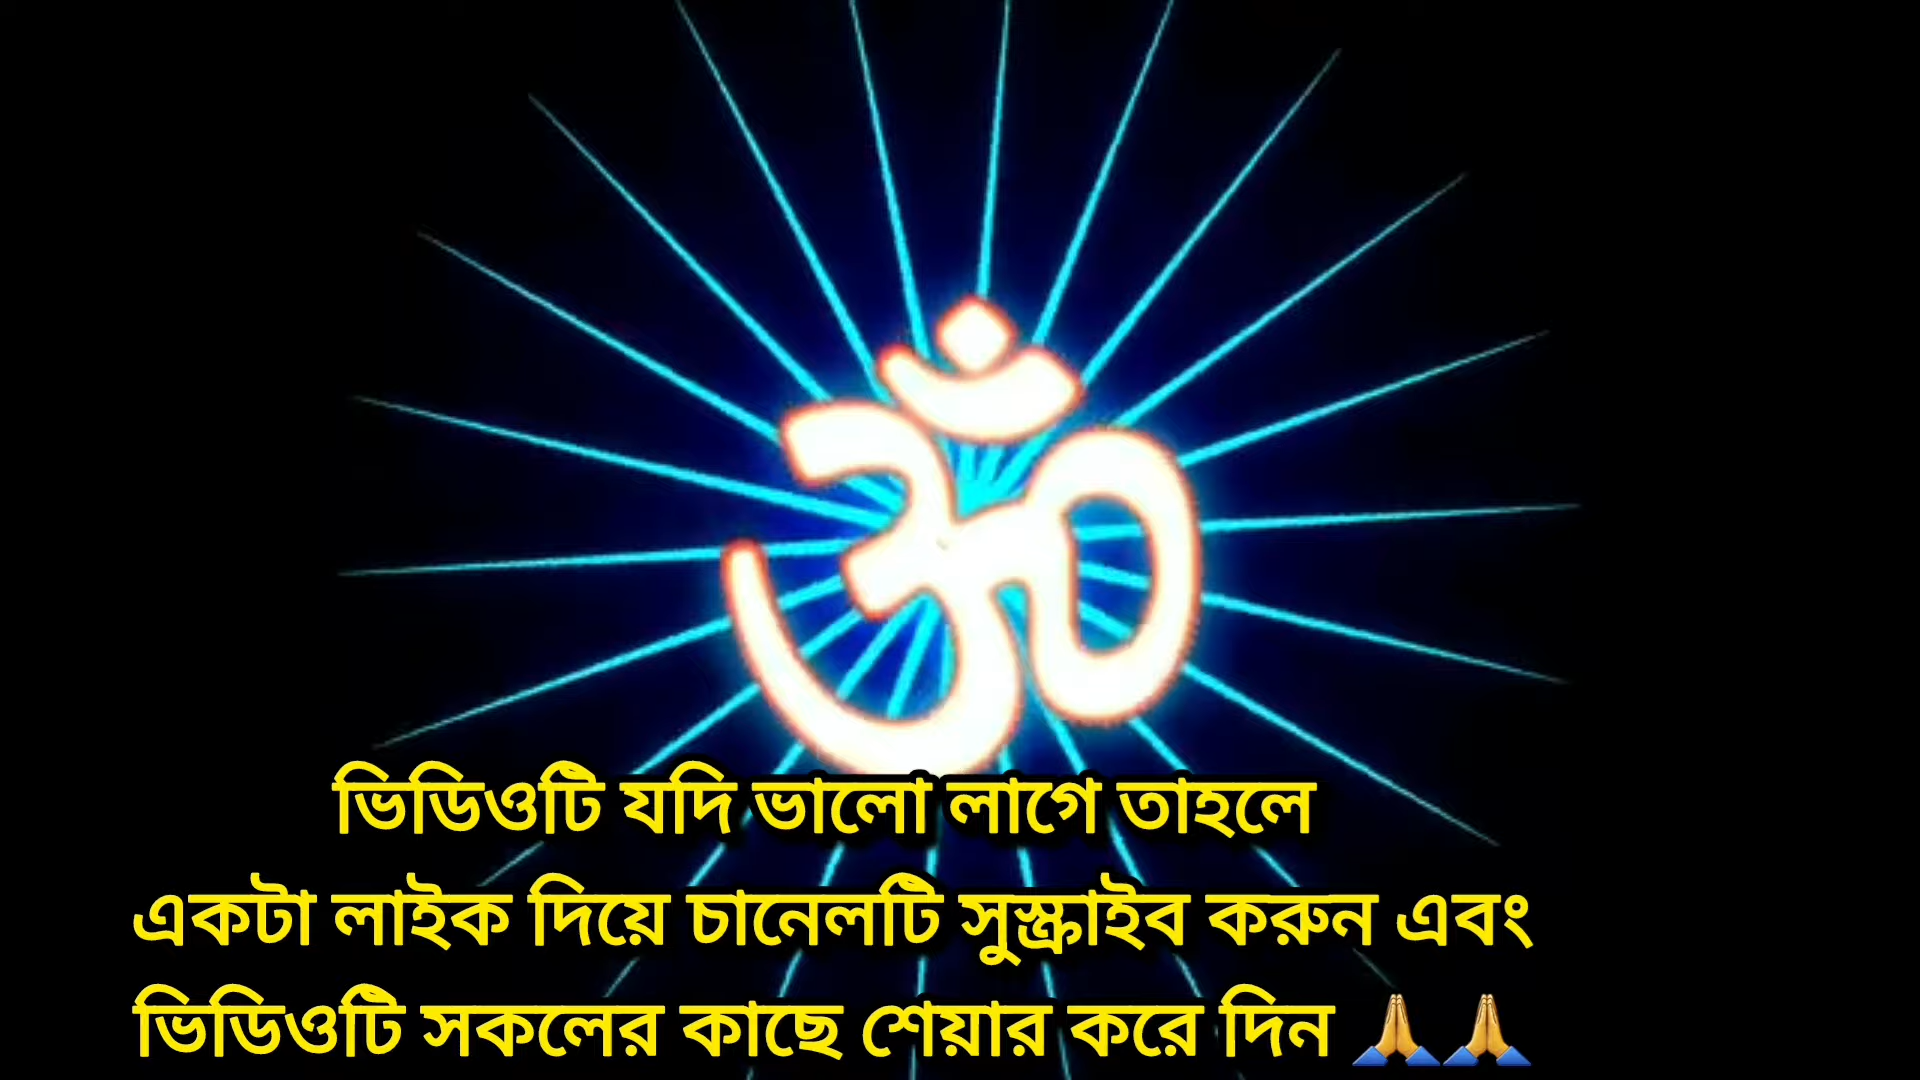 ॐ
ভিডিওটি যদি ভালো লাগে তাহলে
একটা লাইক দিয়ে চানেলটি সুস্ক্রাইব করুন এবং
ভিডিওটি সকলের কাছে শেয়ার করে দিন 🙏🙏